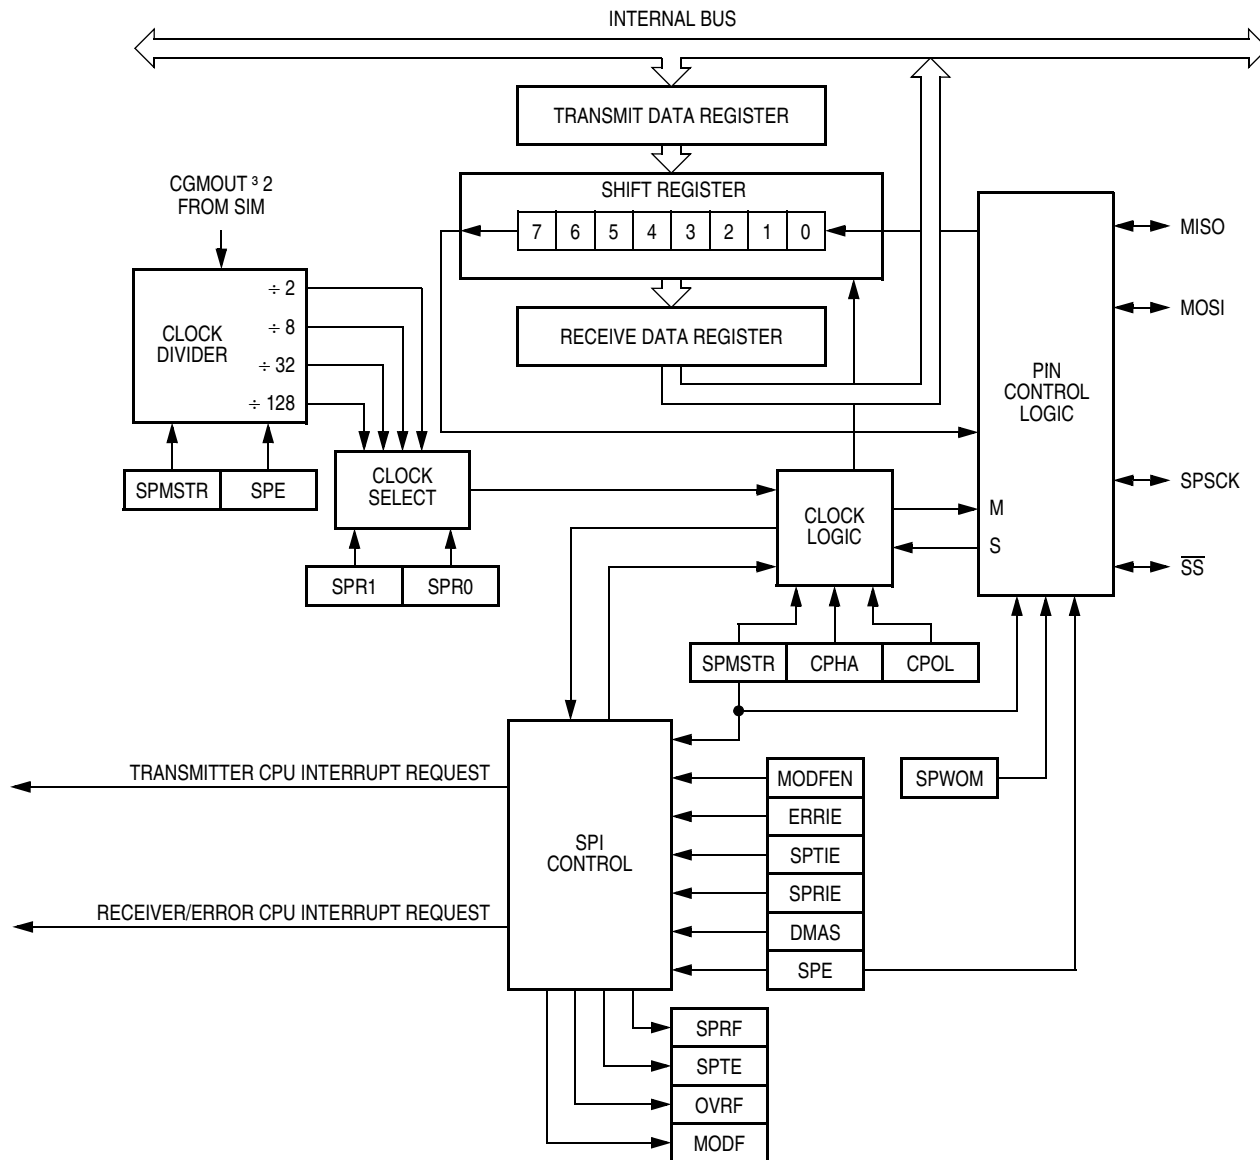 INTERNAL BUS
TRANSMIT DATA REGISTER
CGMOUT ³ 2
FROM SIM
SHIFT REGISTER
7 6 5 4 3 2 1 0
MISO
÷ 2
MOSI
CLOCK
DIVIDER
÷ 8
RECEIVE DATA REGISTER
÷ 32
÷ 128
PIN
CONTROL
LOGIC
SPMSTR SPE
CLOCK
SELECT
SPSCK
CLOCK
LOGIC
M
S
SS
SPR1 SPR0
SPMSTR CPHA CPOL
TRANSMITTER CPU INTERRUPT REQUEST
MODFEN
SPWOM
ERRIE
SPI
CONTROL
SPTIE
SPRIE
RECEIVER/ERROR CPU INTERRUPT REQUEST
DMAS
SPE
SPRF
SPTE
OVRF
MODF